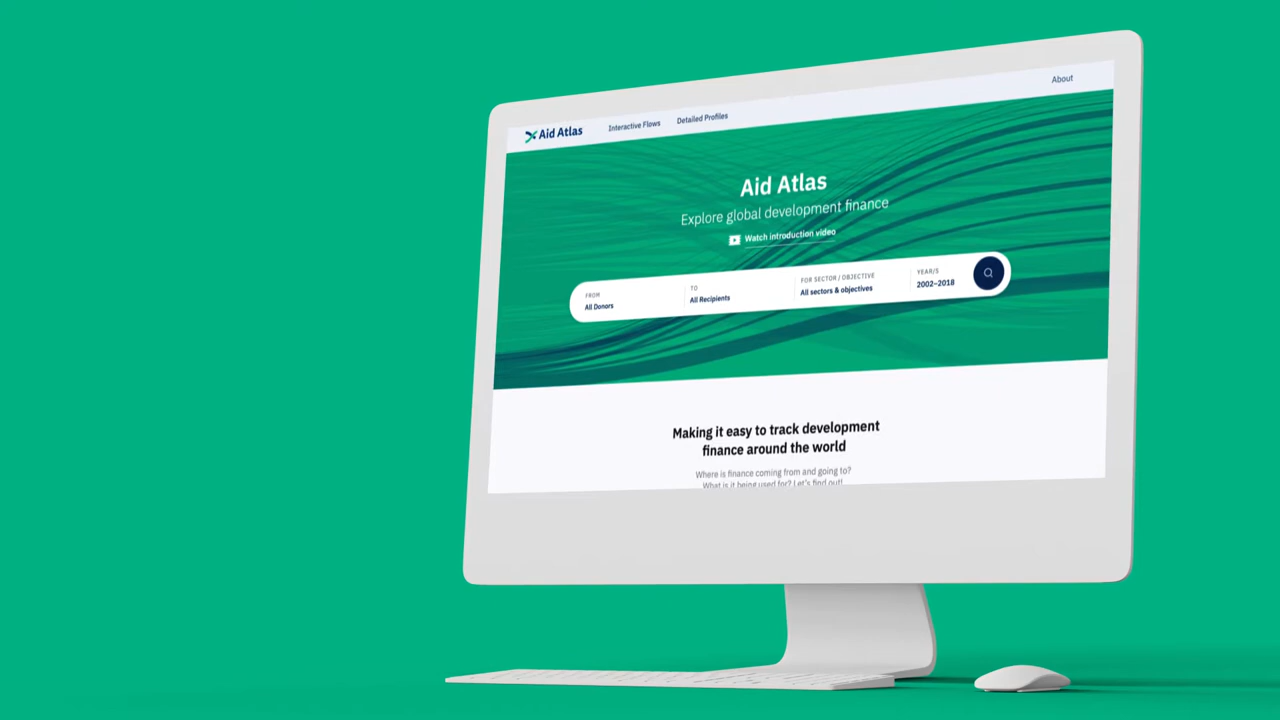 Aid Atlas
Interactive Flows
Detailed Profiles
About
Aid Atlas
Explore global development finance
Watch introduction video
FROM
All Donors
TO
All Recipients
FOR SECTOR / OBJECTIVE
All sectors & objectives
YEAR/S
2002–2018
Making it easy to track development
finance around the world
Where is finance coming from and going to?
What is it being used for? Let's find out!